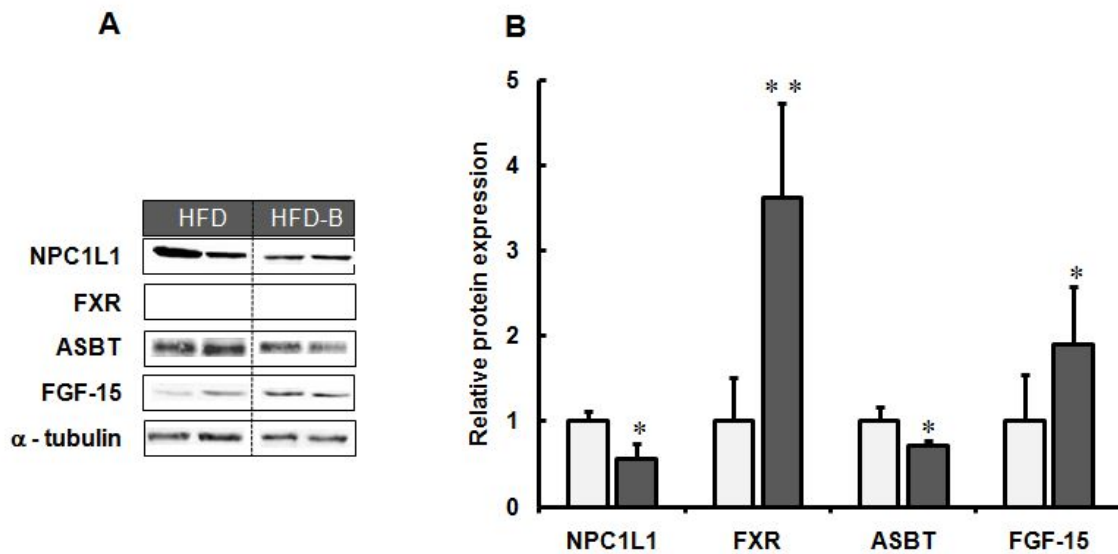 A
HFD HFD-B
NPC1L1
FXR
ASBT
FGF-15
α - tubulin
B
Relative protein expression
5
4
3
2
1
0
*
* *
*
*
NPC1L1 FXR ASBT FGF-15